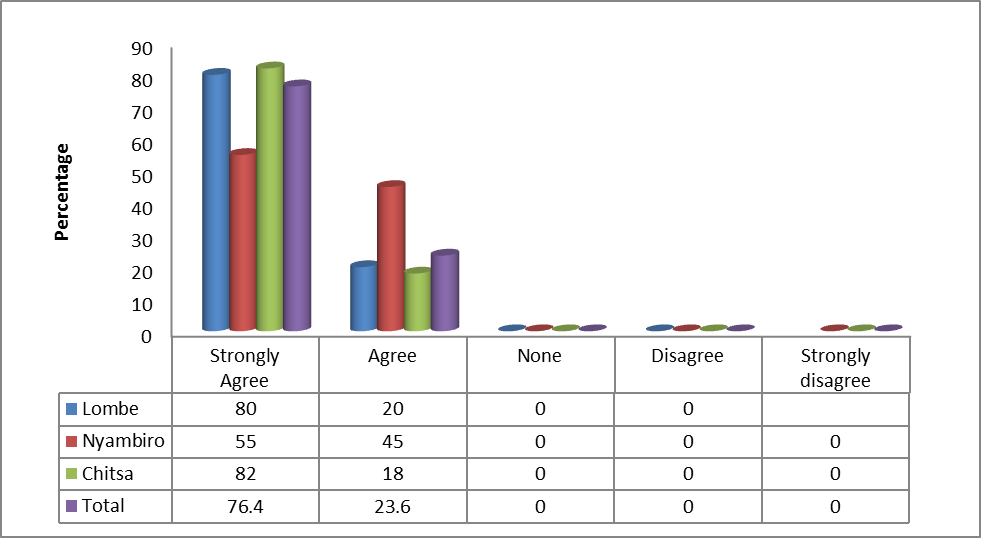 90
80
70
60
50
40
30
20
10
0
Percentage
Strongly Agree None Disagree Strongly
Agree disagree
Lombe 80 20 0 0
Nyambiro 55 45 0 0 0
Chitsa 82 18 0 0 0
Total 76.4 23.6 0 0 0